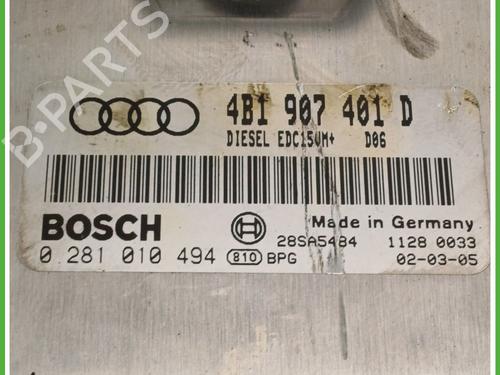 4B1 907 401 D
DIESEL EDC15VM+ D06
BOSCH
Made in Germany
28SA5484 1128 0033
0 281 010 494 810 BPG 02-03-05
B-PARTS